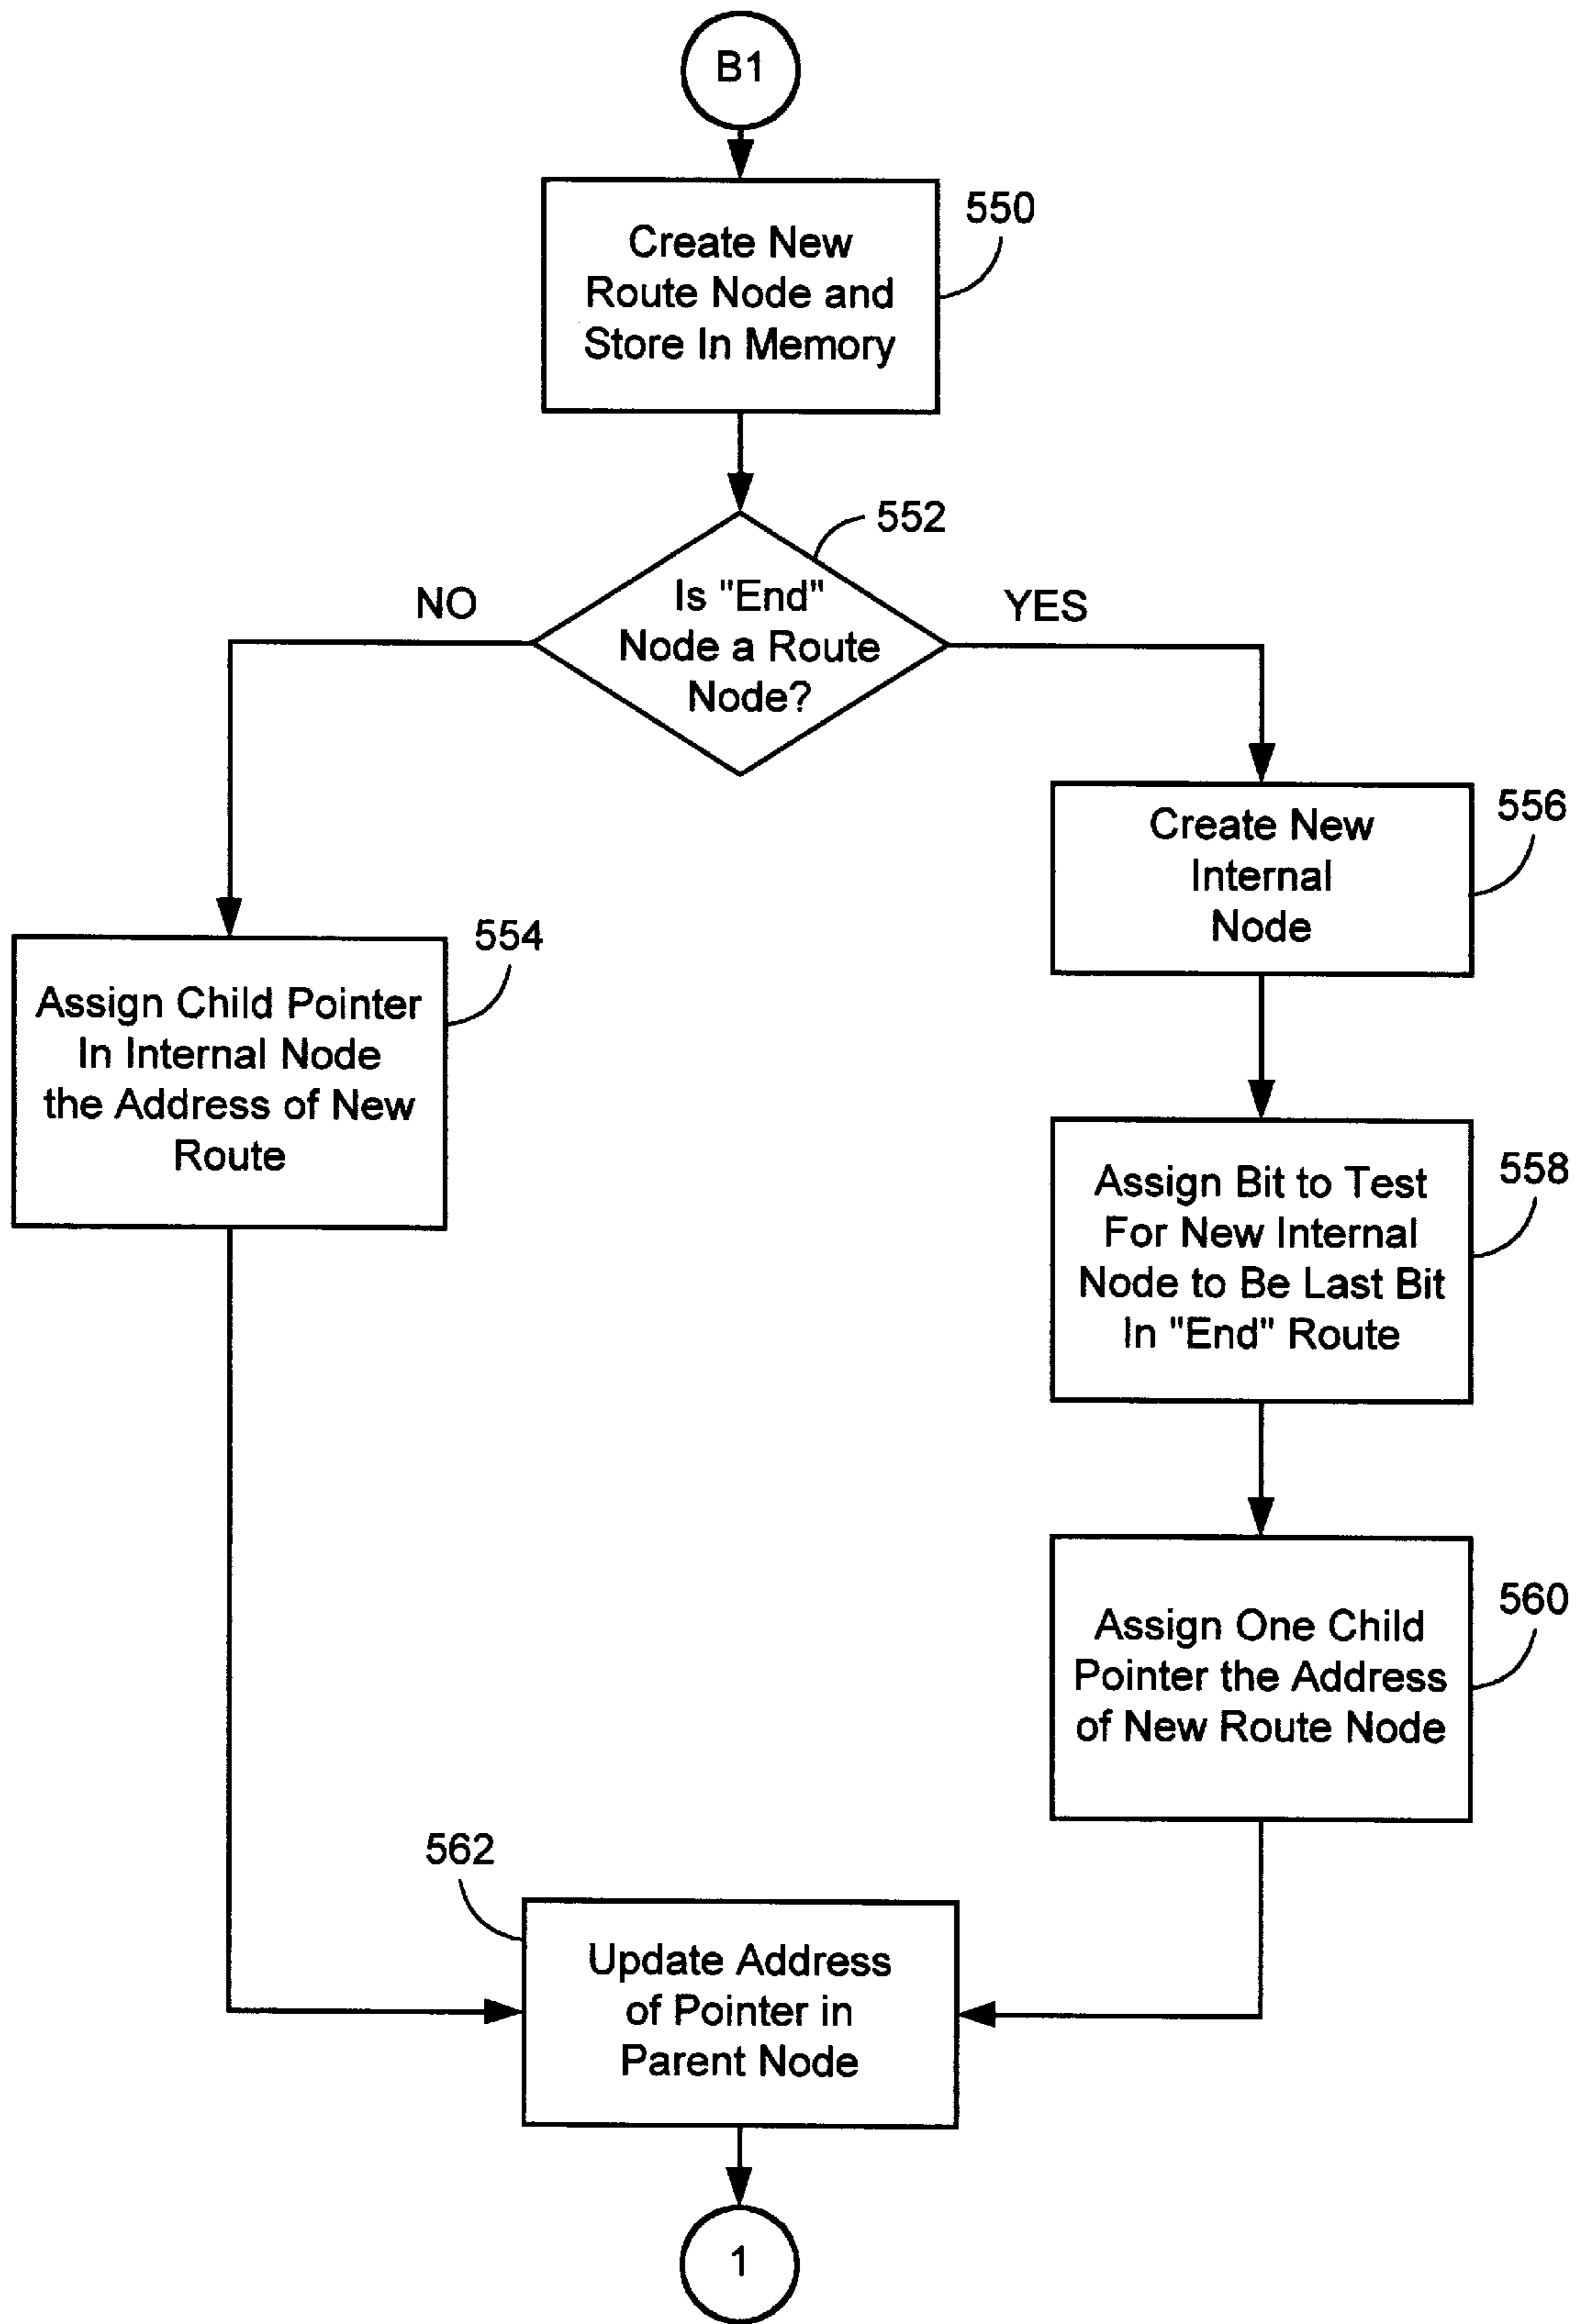 B1
550
Create New
Route Node and
Store In Memory
552
Is "End"
Node a Route
Node?
NO
YES
556
Create New
Internal
Node
554
Assign Child Pointer
In Internal Node
the Address of New
Route
558
Assign Bit to Test
For New Internal
Node to Be Last Bit
In "End" Route
560
Assign One Child
Pointer the Address
of New Route Node
562
Update Address
of Pointer in
Parent Node
1